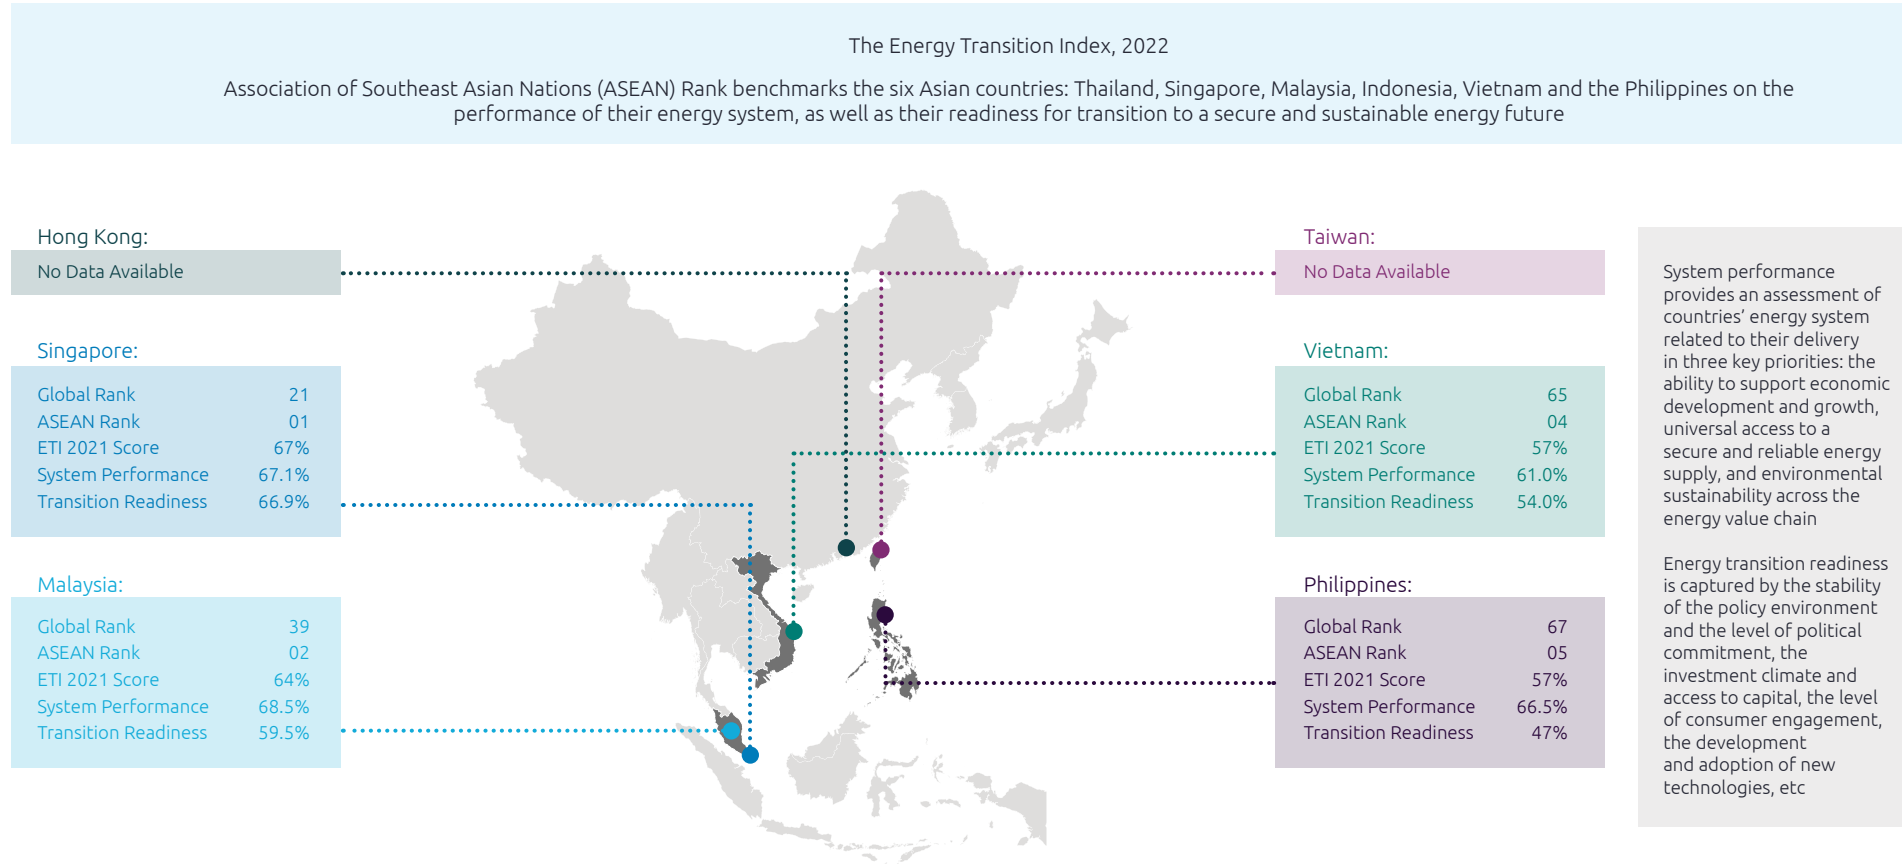 The Energy Transition Index, 2022
Association of Southeast Asian Nations (ASEAN) Rank benchmarks the six Asian countries: Thailand, Singapore, Malaysia, Indonesia, Vietnam and the Philippines on the
performance of their energy system, as well as their readiness for transition to a secure and sustainable energy future
Hong Kong:
No Data Available
Singapore:
Global Rank 21
ASEAN Rank 01
ETI 2021 Score 67%
System Performance 67.1%
Transition Readiness 66.9%
Malaysia:
Global Rank 39
ASEAN Rank 02
ETI 2021 Score 64%
System Performance 68.5%
Transition Readiness 59.5%
Taiwan:
No Data Available
Vietnam:
Global Rank 65
ASEAN Rank 04
ETI 2021 Score 57%
System Performance 61.0%
Transition Readiness 54.0%
Philippines:
Global Rank 67
ASEAN Rank 05
ETI 2021 Score 57%
System Performance 66.5%
Transition Readiness 47%
System performance
provides an assessment of
countries’ energy system
related to their delivery
in three key priorities: the
ability to support economic
development and growth,
universal access to a
secure and reliable energy
supply, and environmental
sustainability across the
energy value chain
Energy transition readiness
is captured by the stability
of the policy environment
and the level of political
commitment, the
investment climate and
access to capital, the level
of consumer engagement,
the development
and adoption of new
technologies, etc